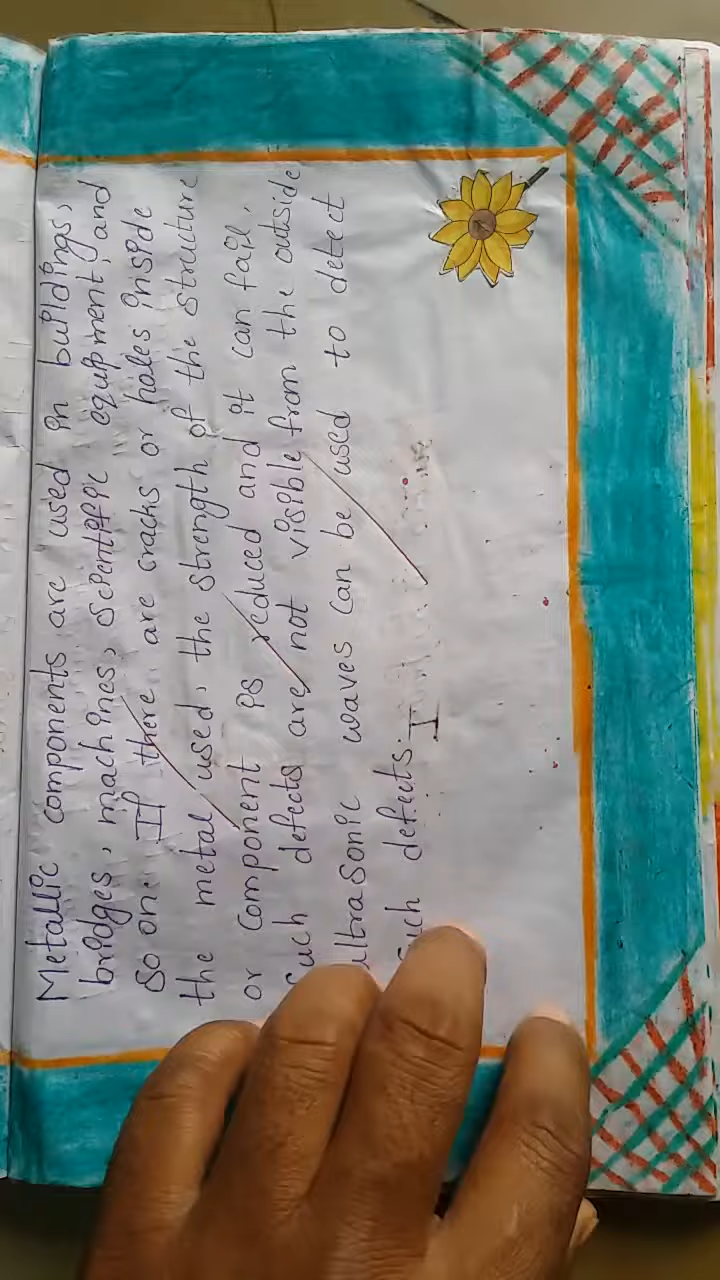 Metallic components are used in buildings,
bridges, machines, scientific equipment, and
so on. If there are cracks or holes inside
the metal used, the strength of the structure
or component is reduced and it can fail.
Such defects are not visible from the outside
ultrasonic waves can be used to detect
such defects.